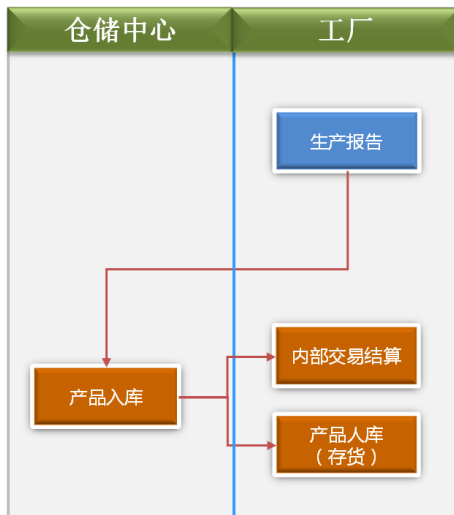 仓储中心
工厂
生产报告
内部交易结算
产品入库
产品人库
（存货）